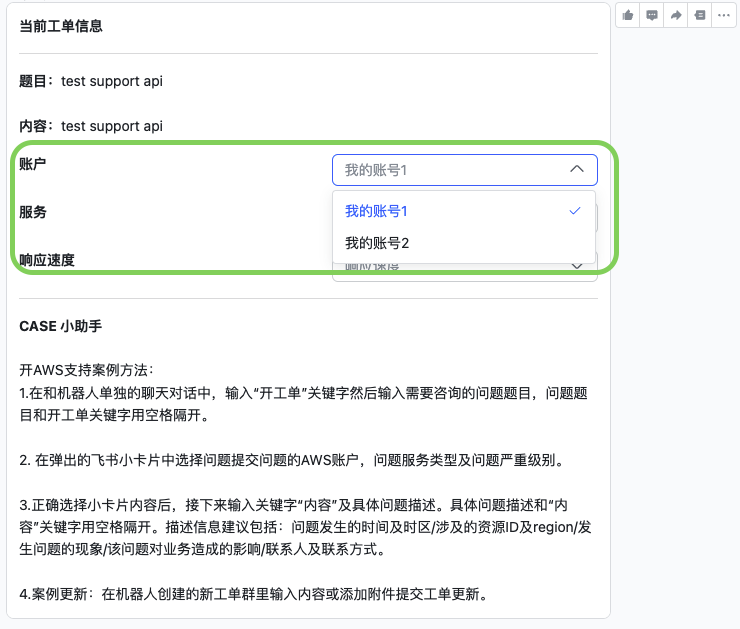 当前工单信息
题目：test support api
内容：test support api
账户
我的账号1
我的账号1
我的账号2
服务
响应速度
响应速度
CASE 小助手
开AWS支持案例方法：
1.在和机器人单独的聊天对话中，输入“开工单”关键字然后输入需要咨询的问题题目，问题题
目和开工单关键字用空格隔开。
2. 在弹出的飞书小卡片中选择问题提交问题的AWS账户，问题服务类型及问题严重级别。
3.正确选择小卡片内容后，接下来输入关键字“内容”及具体问题描述。具体问题描述和“内
容”关键字用空格隔开。描述信息建议包括：问题发生的时间及时区/涉及的资源ID及region/发
生问题的现象/该问题对业务造成的影响/联系人及联系方式。
4.案例更新：在机器人创建的新工单群里输入内容或添加附件提交工单更新。